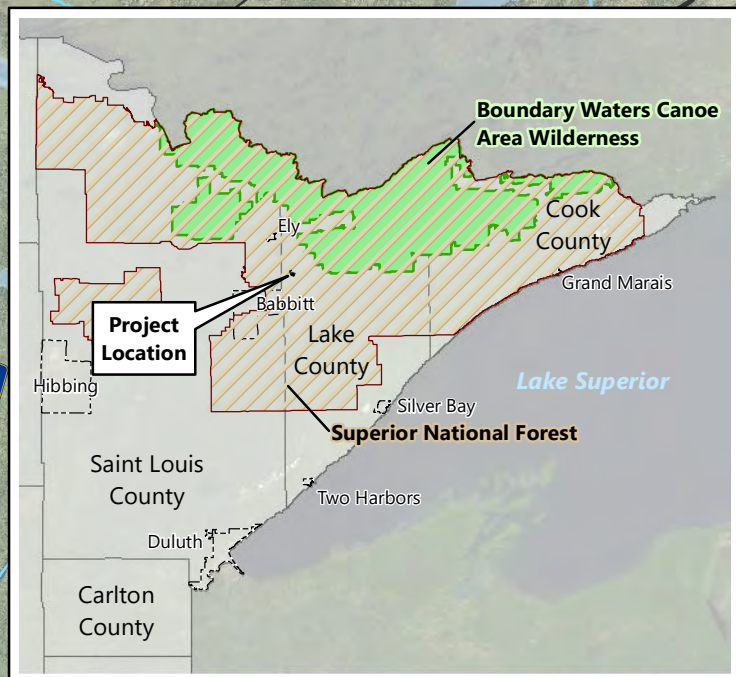 Boundary Waters Canoe
Area Wilderness
Cook
County
Ely
Grand Marais
Project
Location
Babbitt
Lake
County
Hibbing
Lake Superior
Silver Bay
Superior National Forest
Saint Louis
County
Two Harbors
Duluth
Carlton
County